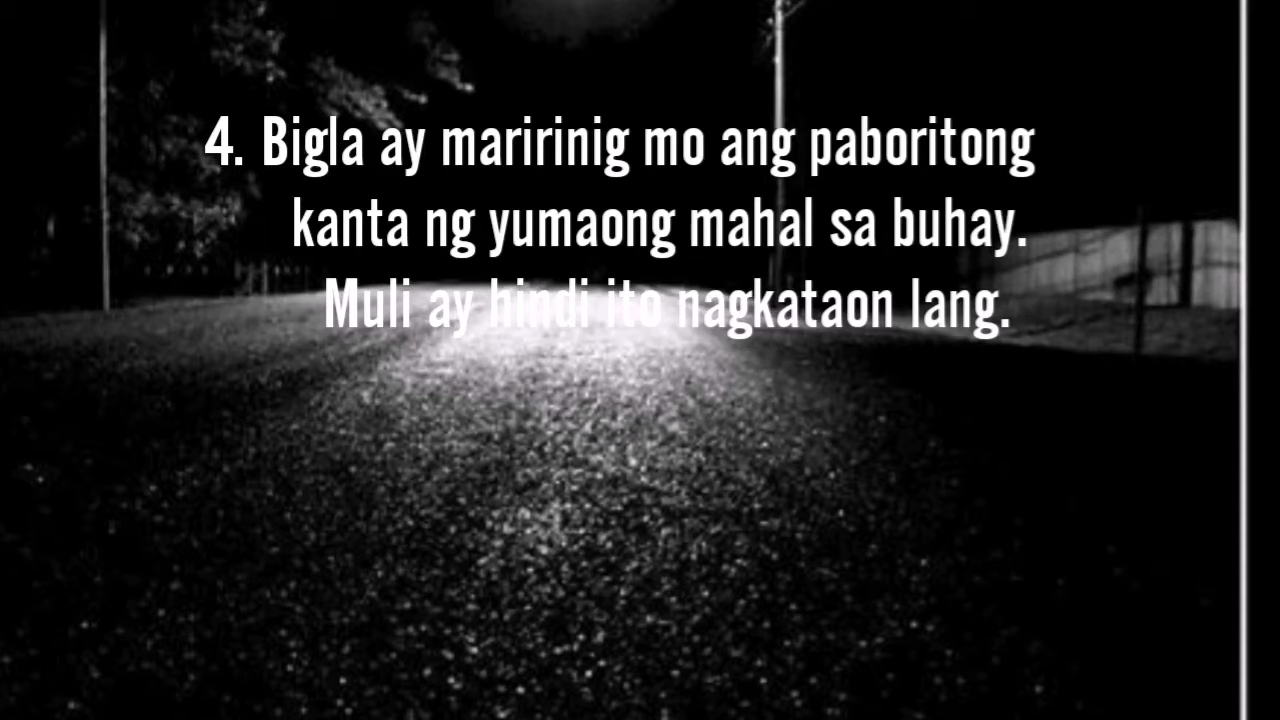 4. Bigla ay maririnig mo ang paboritong
kanta ng yumaong mahal sa buhay.
Muli ay hindi ito nagkataon lang.